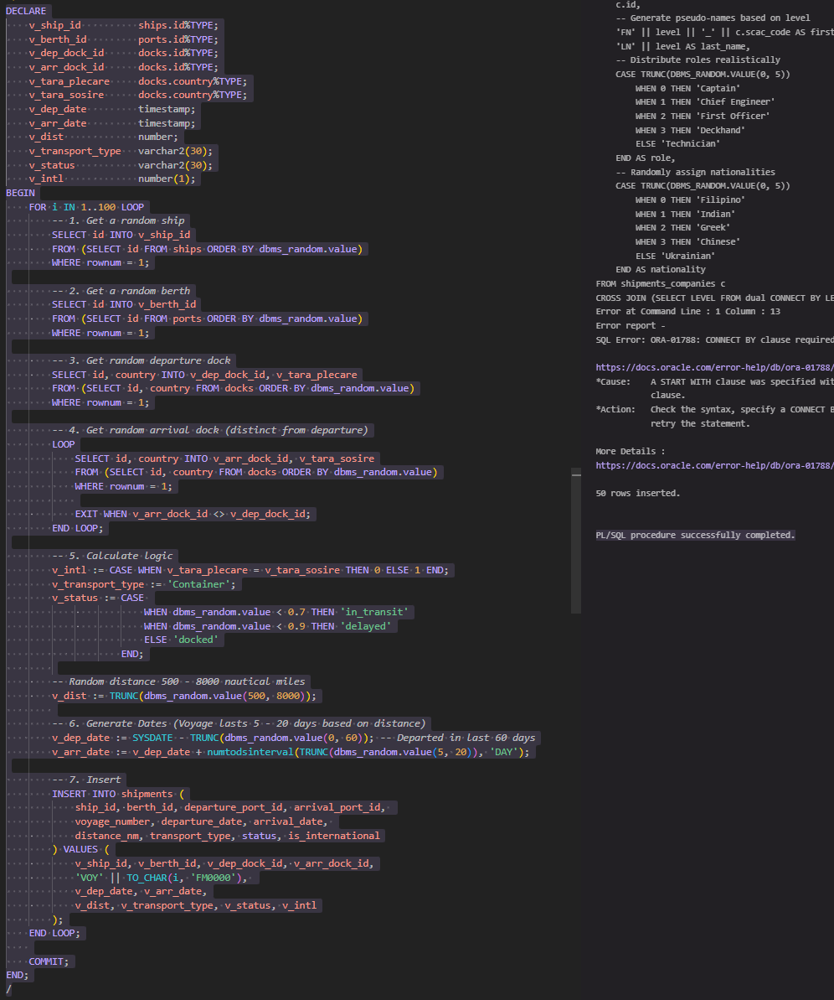 DECLARE
    v_ship_id          ships.id%TYPE;
    v_berth_id         ports.id%TYPE;
    v_dep_dock_id      docks.id%TYPE;
    v_arr_dock_id      docks.id%TYPE;
    v_tara_plecare     docks.country%TYPE;
    v_tara_sosire      docks.country%TYPE;
    v_dep_date         timestamp;
    v_arr_date         timestamp;
    v_dist             number;
    v_transport_type   varchar2(30);
    v_status           varchar2(30);
    v_intl             number(1);
BEGIN
    FOR i IN 1..100 LOOP
        -- 1. Get a random ship
        SELECT id INTO v_ship_id
        FROM (SELECT id FROM ships ORDER BY dbms_random.value)
        WHERE rownum = 1;

        -- 2. Get a random berth
        SELECT id INTO v_berth_id
        FROM (SELECT id FROM ports ORDER BY dbms_random.value)
        WHERE rownum = 1;

        -- 3. Get random departure dock
        SELECT id, country INTO v_dep_dock_id, v_tara_plecare
        FROM (SELECT id, country FROM docks ORDER BY dbms_random.value)
        WHERE rownum = 1;

        -- 4. Get random arrival dock (distinct from departure)
        LOOP
            SELECT id, country INTO v_arr_dock_id, v_tara_sosire
            FROM (SELECT id, country FROM docks ORDER BY dbms_random.value)
            WHERE rownum = 1;

            EXIT WHEN v_arr_dock_id <> v_dep_dock_id;
        END LOOP;

        -- 5. Calculate logic
        v_intl := CASE WHEN v_tara_plecare = v_tara_sosire THEN 0 ELSE 1 END;
        v_transport_type := 'Container';
        v_status := CASE
                        WHEN dbms_random.value < 0.7 THEN 'in_transit'
                        WHEN dbms_random.value < 0.9 THEN 'delayed'
                        ELSE 'docked'
                    END;

        -- Random distance 500 - 8000 nautical miles
        v_dist := TRUNC(dbms_random.value(500, 8000));

        -- 6. Generate Dates (Voyage lasts 5 - 20 days based on distance)
        v_dep_date := SYSDATE - TRUNC(dbms_random.value(0, 60)); -- Departed in last 60 days
        v_arr_date := v_dep_date + numtodsinterval(TRUNC(dbms_random.value(5, 20)), 'DAY');

        -- 7. Insert
        INSERT INTO shipments (
            ship_id, berth_id, departure_port_id, arrival_port_id,
            voyage_number, departure_date, arrival_date,
            distance_nm, transport_type, status, is_international
        ) VALUES (
            v_ship_id, v_berth_id, v_dep_dock_id, v_arr_dock_id,
            'VOY' || TO_CHAR(i, 'FM0000'),
            v_dep_date, v_arr_date,
            v_dist, v_transport_type, v_status, v_intl
        );
    END LOOP;

    COMMIT;
END;
/
    c.id,
    -- Generate pseudo-names based on level
    'FN' || level || '_' || c.scac_code AS first
    'LN' || level AS last_name,
    -- Distribute roles realistically
    CASE TRUNC(DBMS_RANDOM.VALUE(0, 5))
        WHEN 0 THEN 'Captain'
        WHEN 1 THEN 'Chief Engineer'
        WHEN 2 THEN 'First Officer'
        WHEN 3 THEN 'Deckhand'
        ELSE 'Technician'
    END AS role,
    -- Randomly assign nationalities
    CASE TRUNC(DBMS_RANDOM.VALUE(0, 5))
        WHEN 0 THEN 'Filipino'
        WHEN 1 THEN 'Indian'
        WHEN 2 THEN 'Greek'
        WHEN 3 THEN 'Chinese'
        ELSE 'Ukrainian'
    END AS nationality
FROM shipments_companies c
CROSS JOIN (SELECT LEVEL FROM dual CONNECT BY LE
Error at Command Line : 1 Column : 13
Error report -
SQL Error: ORA-01788: CONNECT BY clause required

https://docs.oracle.com/error-help/db/ora-01788/
*Cause:    A START WITH clause was specified wit
           clause.
*Action:   Check the syntax, specify a CONNECT B
           retry the statement.

More Details :
https://docs.oracle.com/error-help/db/ora-01788/

50 rows inserted.

PL/SQL procedure successfully completed.